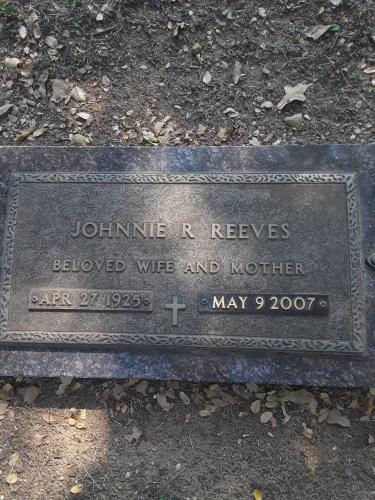 JOHNNIE R REEVES
BELOVED WIFE AND MOTHER
APR 27 1925 MAY 9 2007